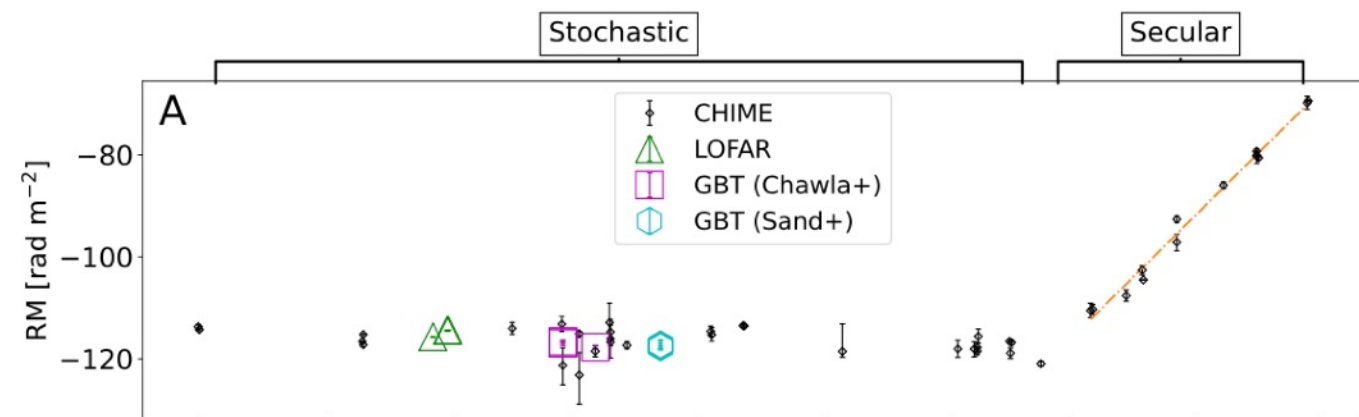 Stochastic
Secular
A
CHIME
LOFAR
GBT (Chawla+)
GBT (Sand+)
RM [rad m⁻²]
−80
−100
−120